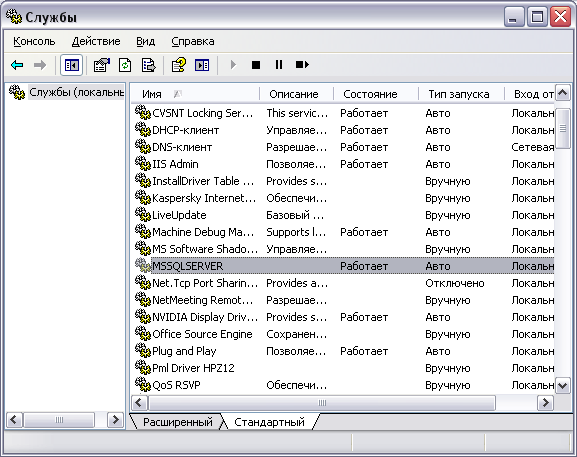 Службы
Консоль Действие Вид Справка
Службы (локальны
Имя Описание Состояние Тип запуска Вход от
CVSNT Locking Ser... This servic... Работает Авто Локальн
DHCP-клиент Управляе... Работает Авто Локальн
DNS-клиент Разрешае... Работает Авто Сетевая
IIS Admin Позволяе... Работает Авто Локальн
InstallDriver Table ... Provides s... Вручную Локальн
Kaspersky Internet... Обеспечи... Вручную Локальн
LiveUpdate Базовый ... Вручную Локальн
Machine Debug Ma... Supports l... Работает Авто Локальн
MS Software Shado... Управляе... Вручную Локальн
MSSQLSERVER Работает Авто Локальн
Net.Tcp Port Sharin... Provides a... Отключено Локальн
NetMeeting Remot... Разрешае... Вручную Локальн
NVIDIA Display Driv... Provides s... Работает Авто Локальн
Office Source Engine Сохранен... Вручную Локальн
Plug and Play Позволяе... Работает Авто Локальн
Pml Driver HPZ12 Вручную Локальн
QoS RSVP Обеспечи... Вручную Локальн
Расширенный Стандартный